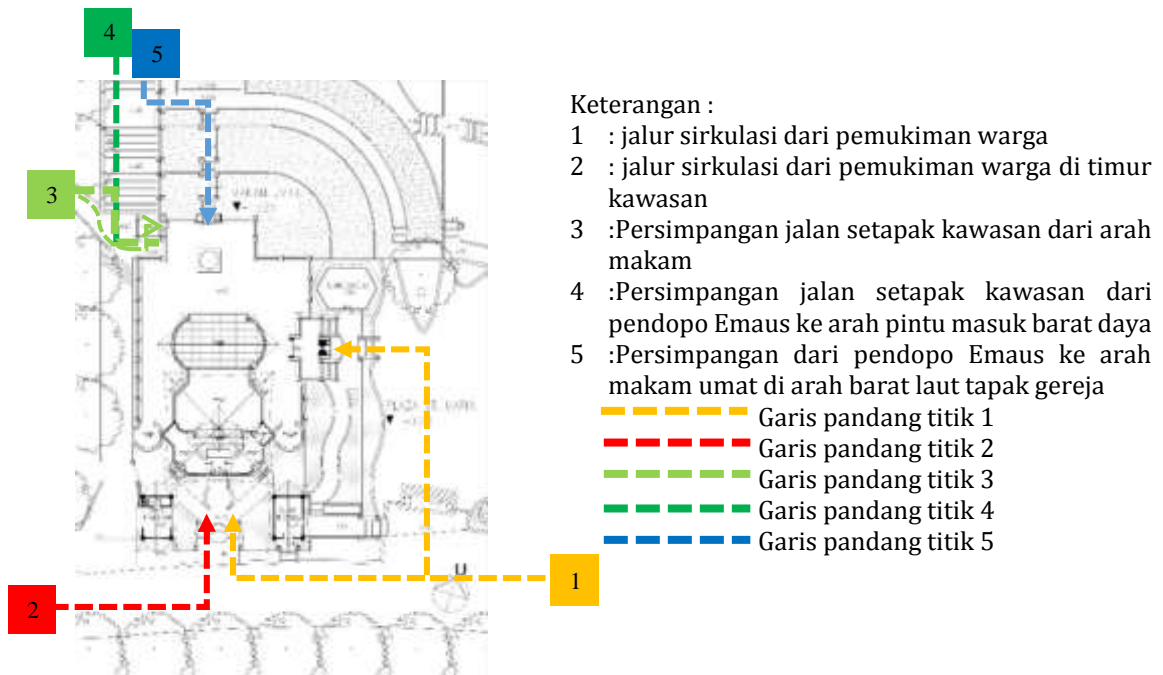 4
5
3
2
1
U
Keterangan :
1 : jalur sirkulasi dari pemukiman warga
2 : jalur sirkulasi dari pemukiman warga di timur
kawasan
3 :Persimpangan jalan setapak kawasan dari arah
makam
4 :Persimpangan jalan setapak kawasan dari
pendopo Emaus ke arah pintu masuk barat daya
5 :Persimpangan dari pendopo Emaus ke arah
makam umat di arah barat laut tapak gereja
Garis pandang titik 1
Garis pandang titik 2
Garis pandang titik 3
Garis pandang titik 4
Garis pandang titik 5